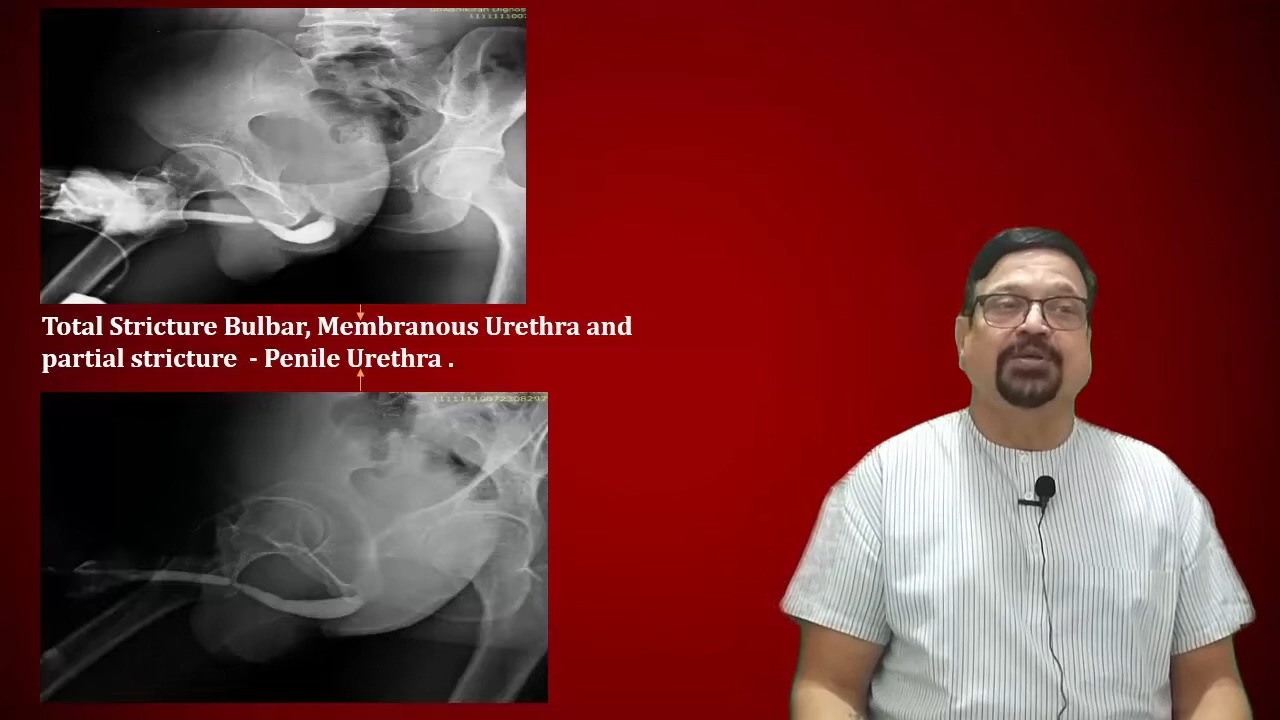 Total Stricture Bulbar, Membranous Urethra and
partial stricture - Penile Urethra .